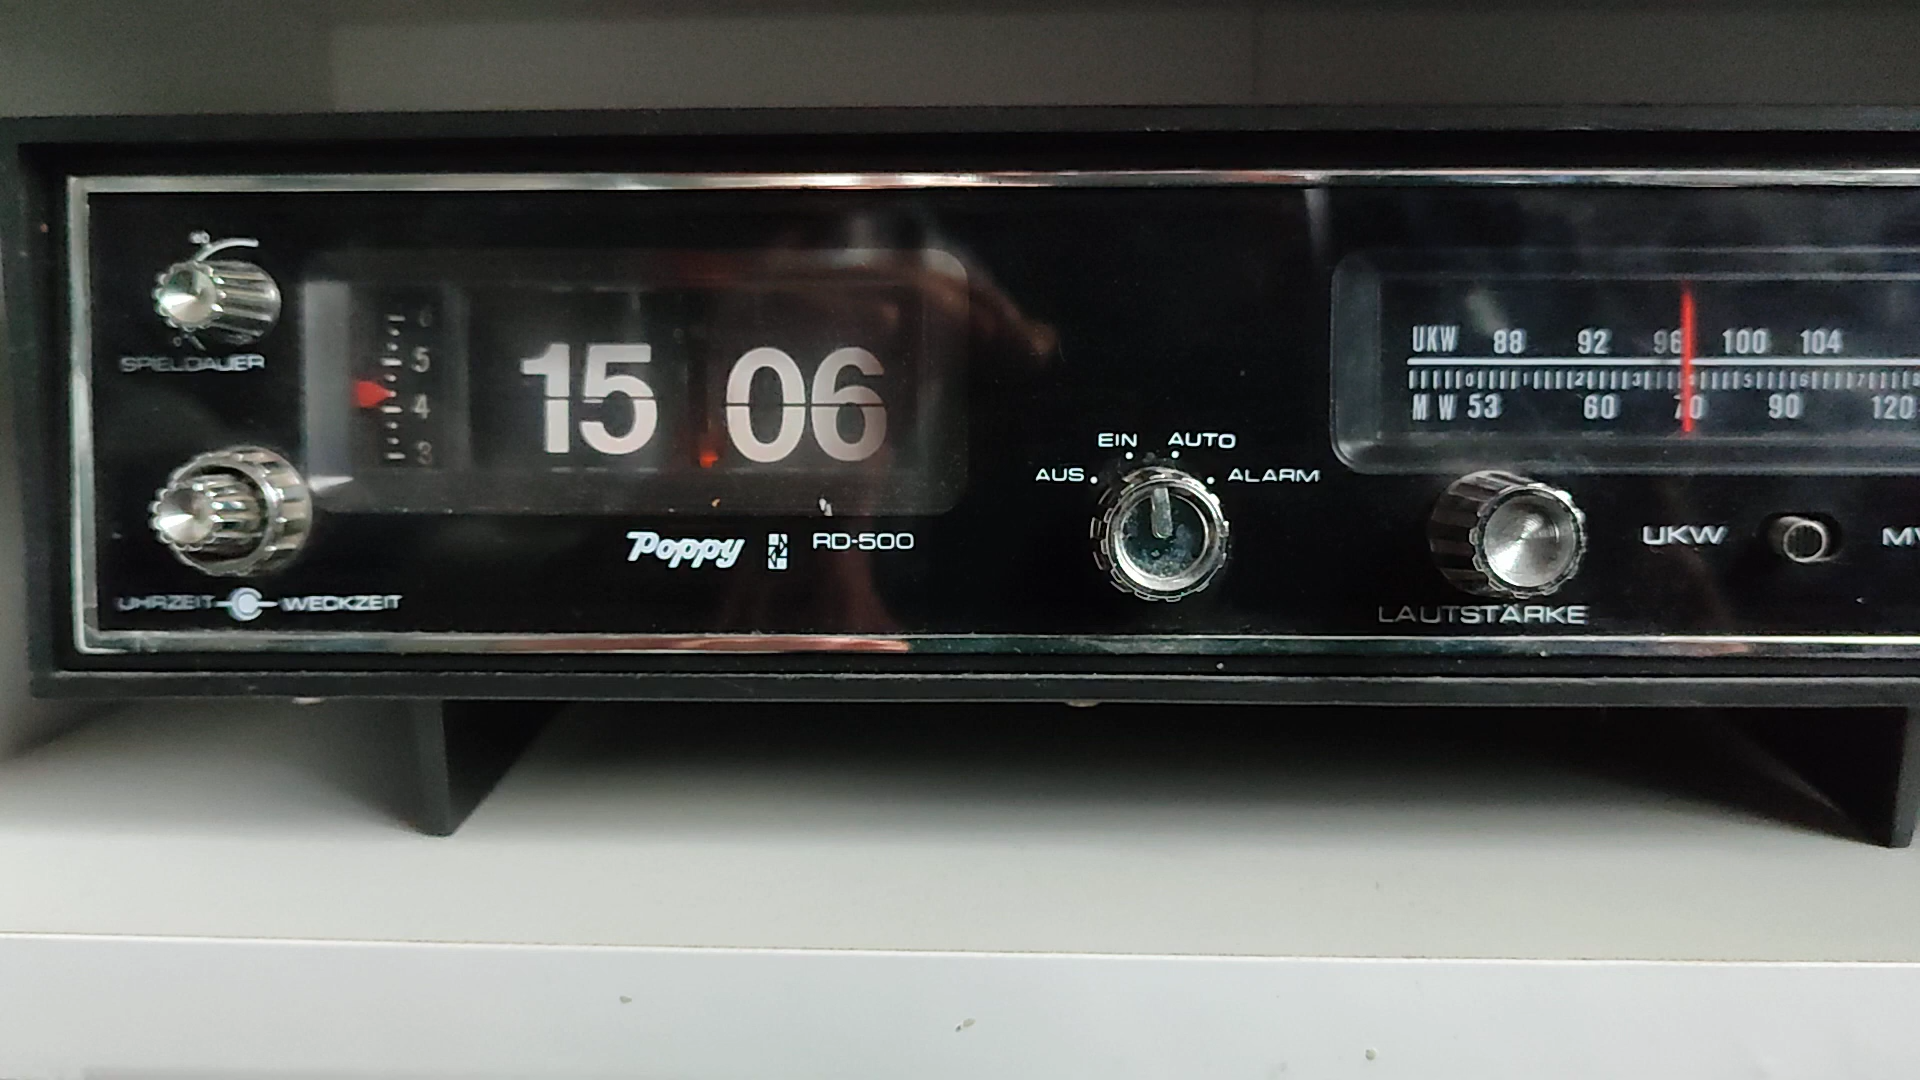 SPIELDAUER
5
4
3
15 06
UHRZEIT WECKZEIT
Poppy RD-500
EIN AUTO
AUS ALARM
UKW 88 92 96 100 104
0 1 2 3 5 6 7
MW 53 60 70 90 120
LAUTSTÄRKE
UKW